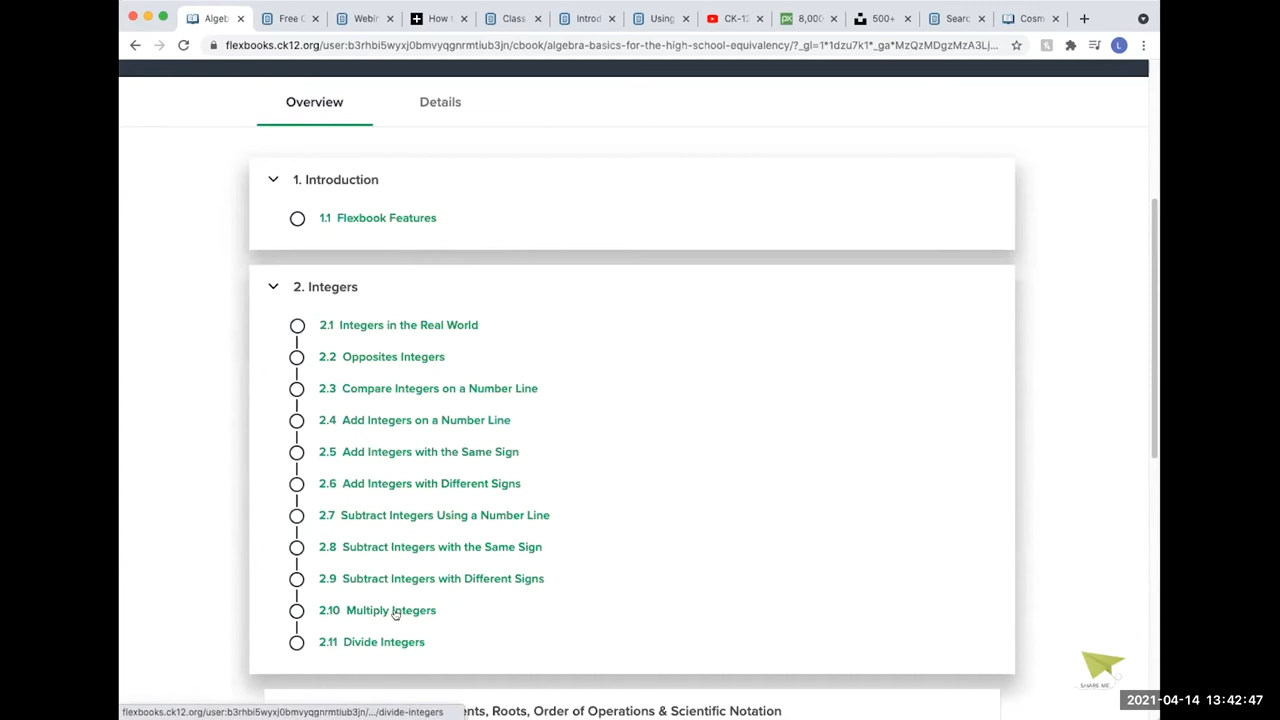 Algeb
Free C
Webin
How t
Class
Introd
Using
CK-12
8,000
500+
Searc
Cosm
flexbooks.ck12.org/user:b3rhbi5wyxj0bmvyqgnrmtiub3jn/cbook/algebra-basics-for-the-high-school-equivalency/?_gl=1*1dzu7k1*_ga*MzQzMDgzMzA3Lj...
L
Overview
Details
1. Introduction
1.1 Flexbook Features
2. Integers
2.1 Integers in the Real World
2.2 Opposites Integers
2.3 Compare Integers on a Number Line
2.4 Add Integers on a Number Line
2.5 Add Integers with the Same Sign
2.6 Add Integers with Different Signs
2.7 Subtract Integers Using a Number Line
2.8 Subtract Integers with the Same Sign
2.9 Subtract Integers with Different Signs
2.10 Multiply Integers
2.11 Divide Integers
SHARE ME
2021-04-14 13:42:47
flexbooks.ck12.org/user:b3rhbi5wyxj0bmvyqgnrmtiub3jn/.../divide-integers
ents, Roots, Order of Operations & Scientific Notation